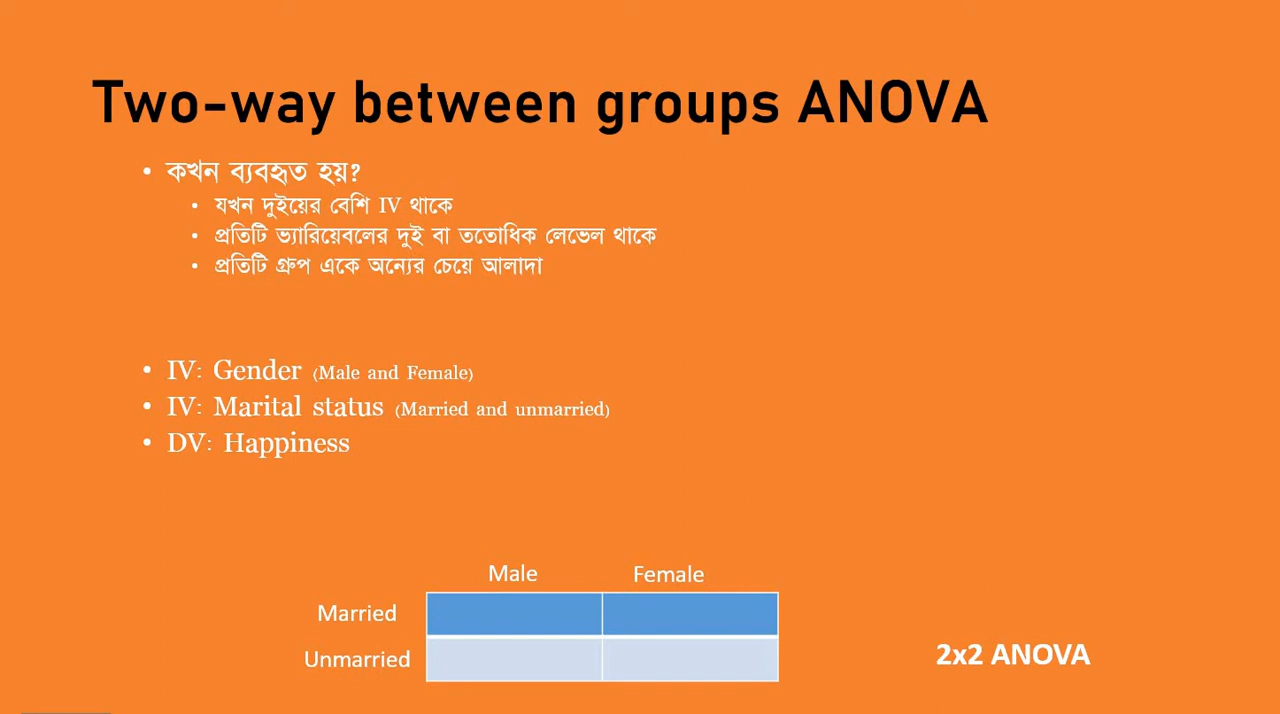 Two-way between groups ANOVA
• কখন ব্যবহৃত হয়?
• যখন দুইয়ের বেশি IV থাকে
• প্রতিটি ভ্যারিয়েবলের দুই বা ততোধিক লেভেল থাকে
• প্রতিটি গ্রুপ একে অন্যের চেয়ে আলাদা
• IV: Gender (Male and Female)
• IV: Marital status (Married and unmarried)
• DV: Happiness
Male Female
Married
Unmarried
2x2 ANOVA